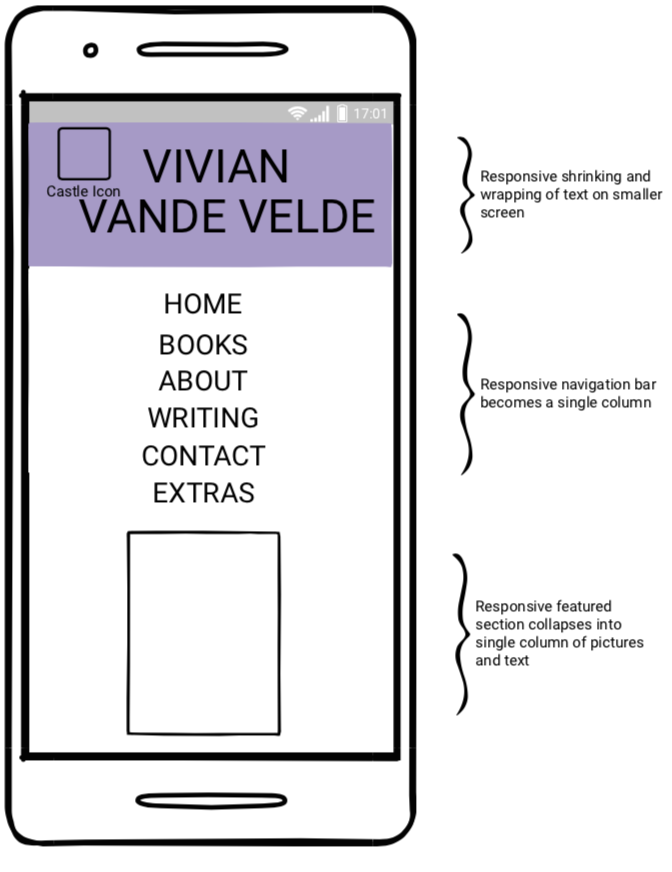 17:01
VIVIAN
Castle Icon
VANDE VELDE
HOME
BOOKS
ABOUT
WRITING
CONTACT
EXTRAS
Responsive shrinking and
wrapping of text on smaller
screen
Responsive navigation bar
becomes a single column
Responsive featured
section collapses into
single column of pictures
and text